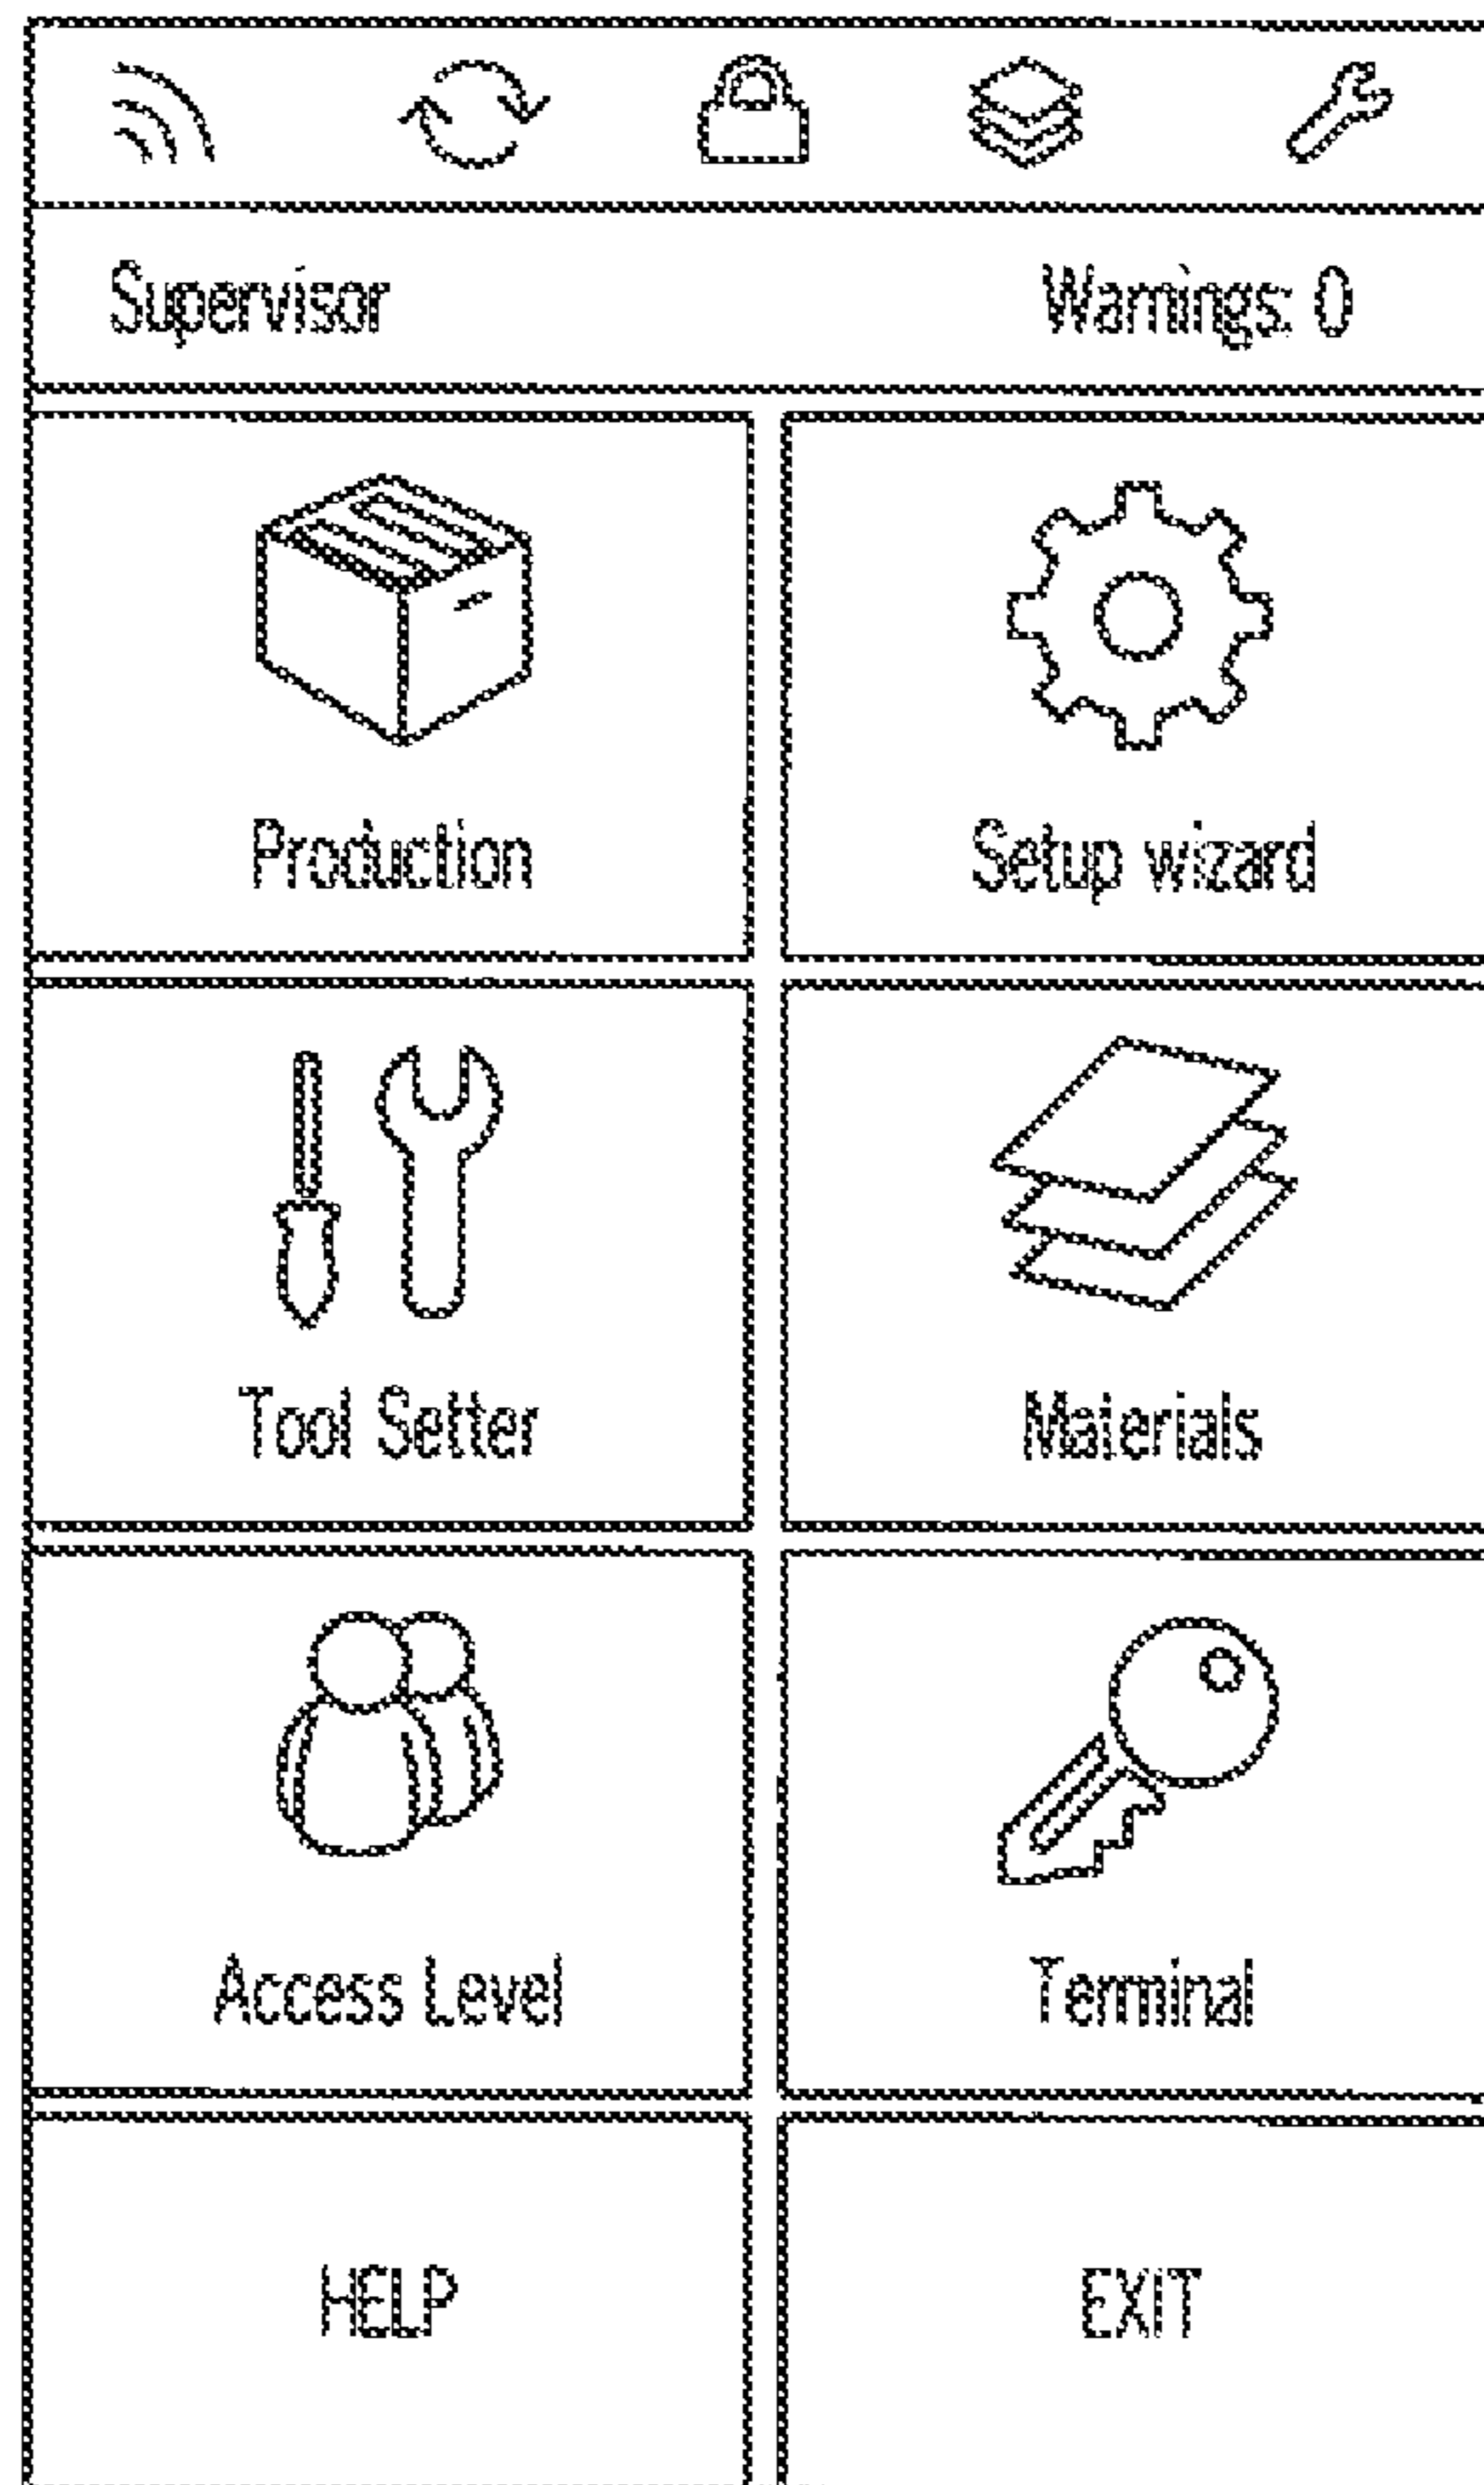 Supervisor Warnings: 0
Production Setup wizard
Tool Setter Materials
Access Level Terminal
HELP EXIT